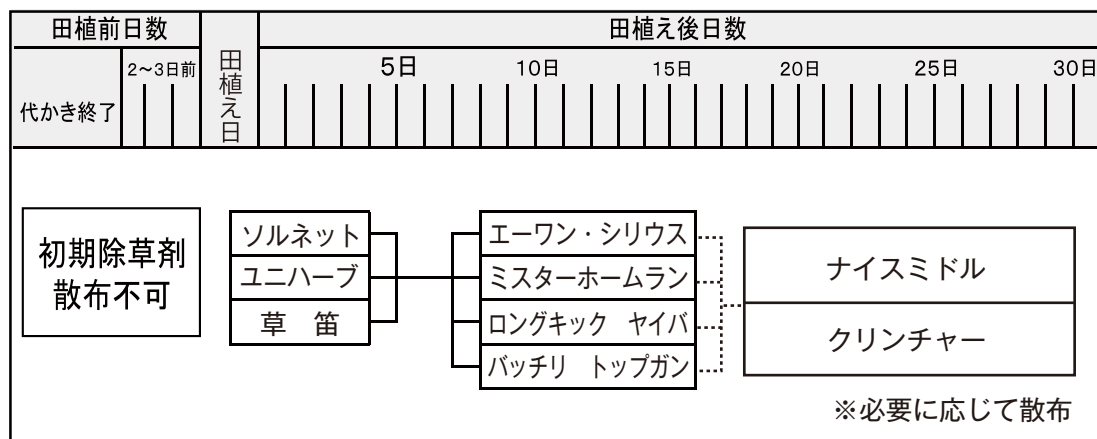 田植前日数
田植え後日数
田植え日
2〜3日前
5日
10日
15日
20日
25日
30日
代かき終了
初期除草剤
散布不可
ソルネット
ユニハーブ
草　笛
エーワン・シリウス
ミスターホームラン
ロングキック　ヤイバ
バッチリ　トップガン
ナイスミドル
クリンチャー
※必要に応じて散布